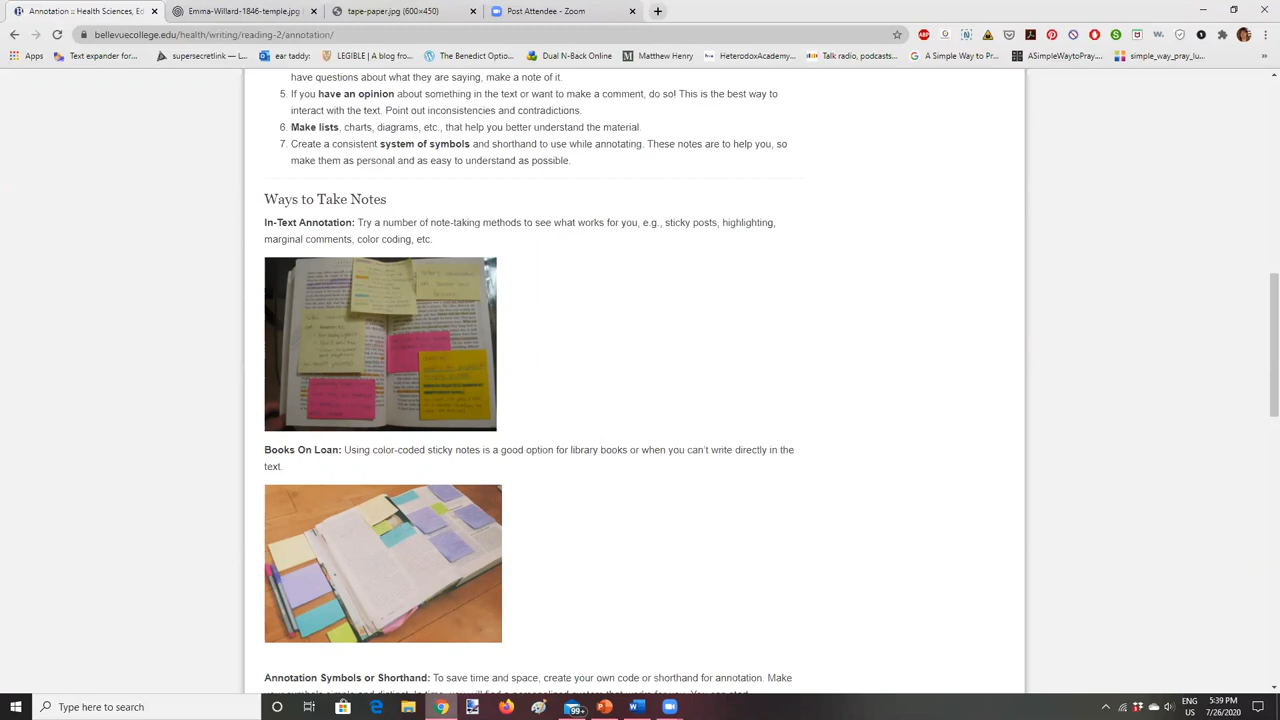 Annotation :: Health Sciences, Ed
Emma-Willard-1846-temple.jpg (
tape-paper.jpg (600×450)
Post Attendee - Zoom
bellevuecollege.edu/health/writing/reading-2/annotation/
Apps
supersecretlink... - L...
ear taddy
LEGIBLE | A blog fro...
The Benedict Optio...
Dual N-Back Online
Matthew Henry
HeterodoxAcademy...
Talk radio, podcasts...
A Simple Way to Pr...
ASimpleWaytoPray....
simple_way_pray_lu...
have questions about what they are saying, make a note of it.
5. If you have an opinion about something in the text or want to make a comment, do so! This is the best way to
interact with the text. Point out inconsistencies and contradictions.
6. Make lists, charts, diagrams, etc., that help you better understand the material.
7. Create a consistent system of symbols and shorthand to use while annotating. These notes are to help you, so
make them as personal and as easy to understand as possible.
Ways to Take Notes
In-Text Annotation: Try a number of note-taking methods to see what works for you, e.g., sticky posts, highlighting,
marginal comments, color coding, etc.
Books On Loan: Using color-coded sticky notes is a good option for library books or when you can't write directly in the
text.
Annotation Symbols or Shorthand: To save time and space, create your own code or shorthand for annotation. Make
Type here to search
99+
ENG
5:39 PM
US
7/26/2020